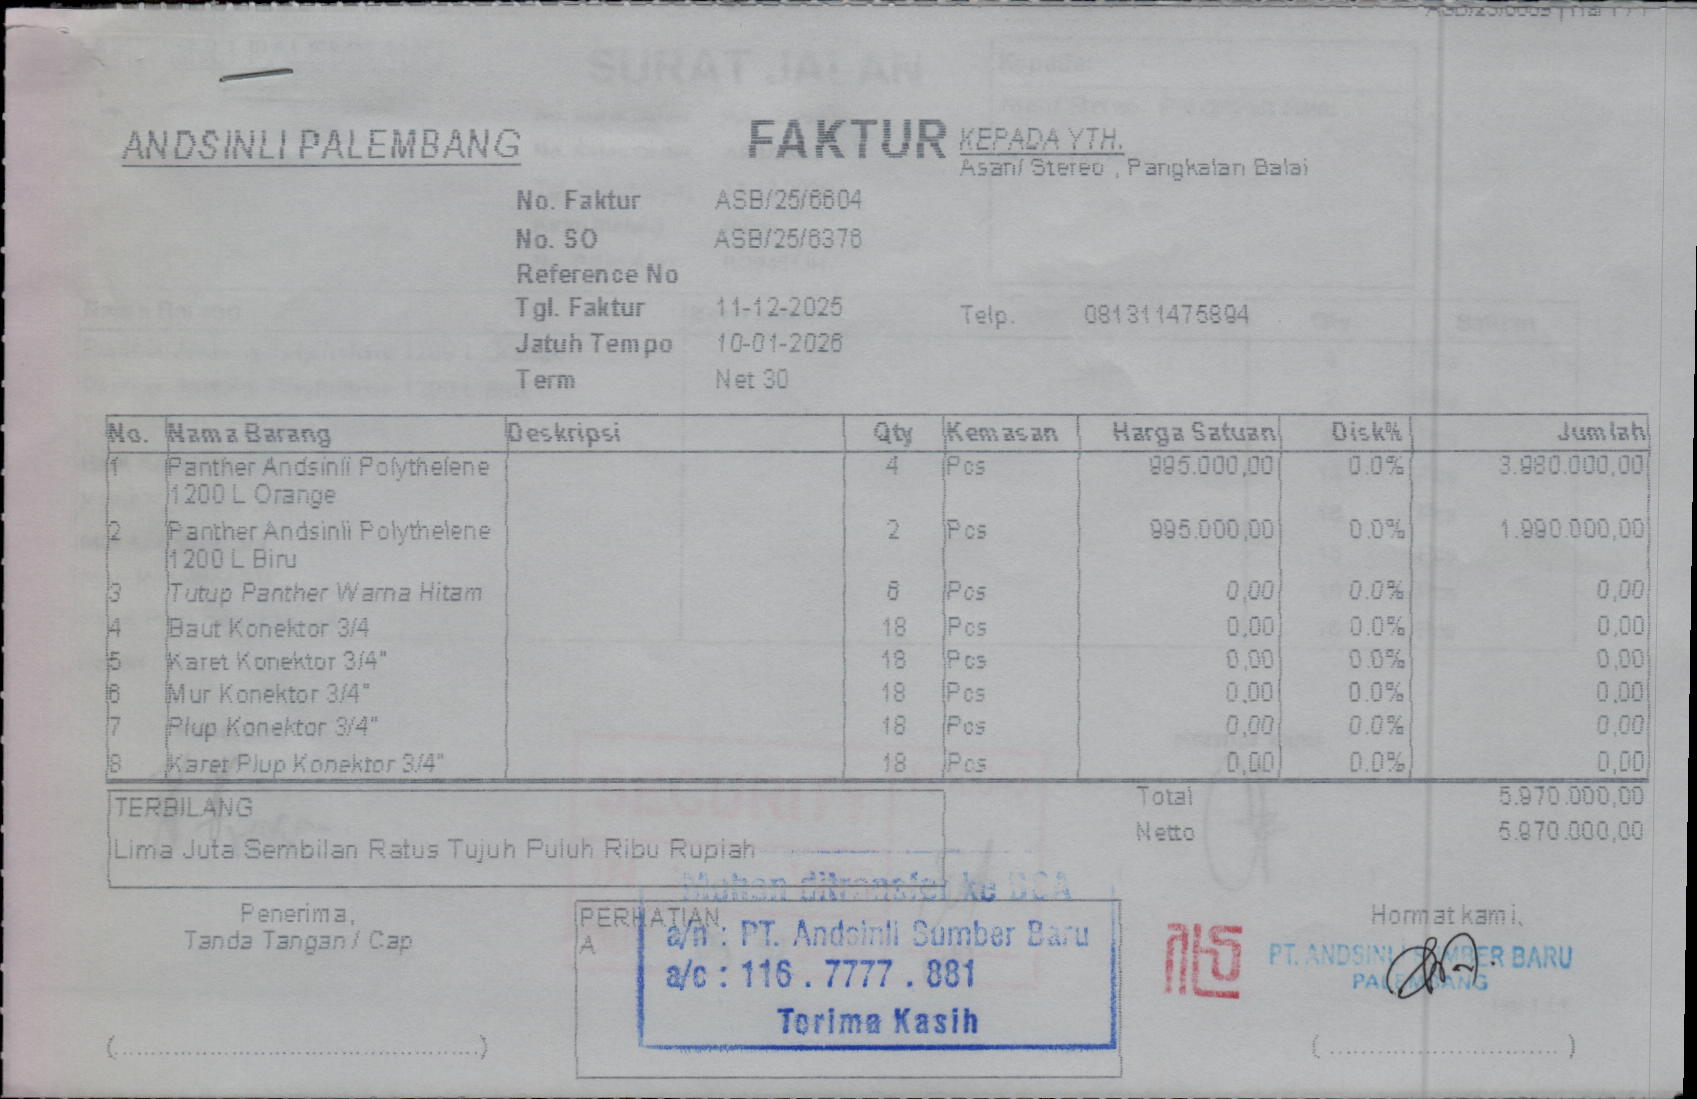 ANDSINLI PALEMBANG
FAKTUR
KEPADA YTH.
Asani Stereo , Pangkalan Balai
No. Faktur ASB/25/6604
No. SO ASB/25/6376
Reference No
Tgl. Faktur 11-12-2025
Telp. 081311475894
Jatuh Tempo 10-01-2026
Term Net 30
No. Nama Barang Deskripsi Qty Kemasan Harga Satuan Disk% Jumlah
1 Panther Andsinli Polythelene 4 Pcs 995.000,00 0.0% 3.980.000,00
1200 L Orange
2 Panther Andsinli Polythelene 2 Pcs 995.000,00 0.0% 1.990.000,00
1200 L Biru
3 Tutup Panther Warna Hitam 6 Pcs 0,00 0.0% 0,00
4 Baut Konektor 3/4 18 Pcs 0,00 0.0% 0,00
5 Karet Konektor 3/4" 18 Pcs 0,00 0.0% 0,00
6 Mur Konektor 3/4" 18 Pcs 0,00 0.0% 0,00
7 Plup Konektor 3/4" 18 Pcs 0,00 0.0% 0,00
8 Karet Plup Konektor 3/4" 18 Pcs 0,00 0.0% 0,00
TERBILANG
Lima Juta Sembilan Ratus Tujuh Puluh Ribu Rupiah
Total 5.970.000,00
Netto 5.970.000,00
Penerima,
Tanda Tangan / Cap
PERHATIAN
A
Mohon ditransfer ke BCA
a/n : PT. Andsinli Sumber Baru
a/c : 116 . 7777 . 881
Terima Kasih
Hormat kami,
PT. ANDSINLI SUMBER BARU
PALEMBANG
SURAT JALAN
Kepada